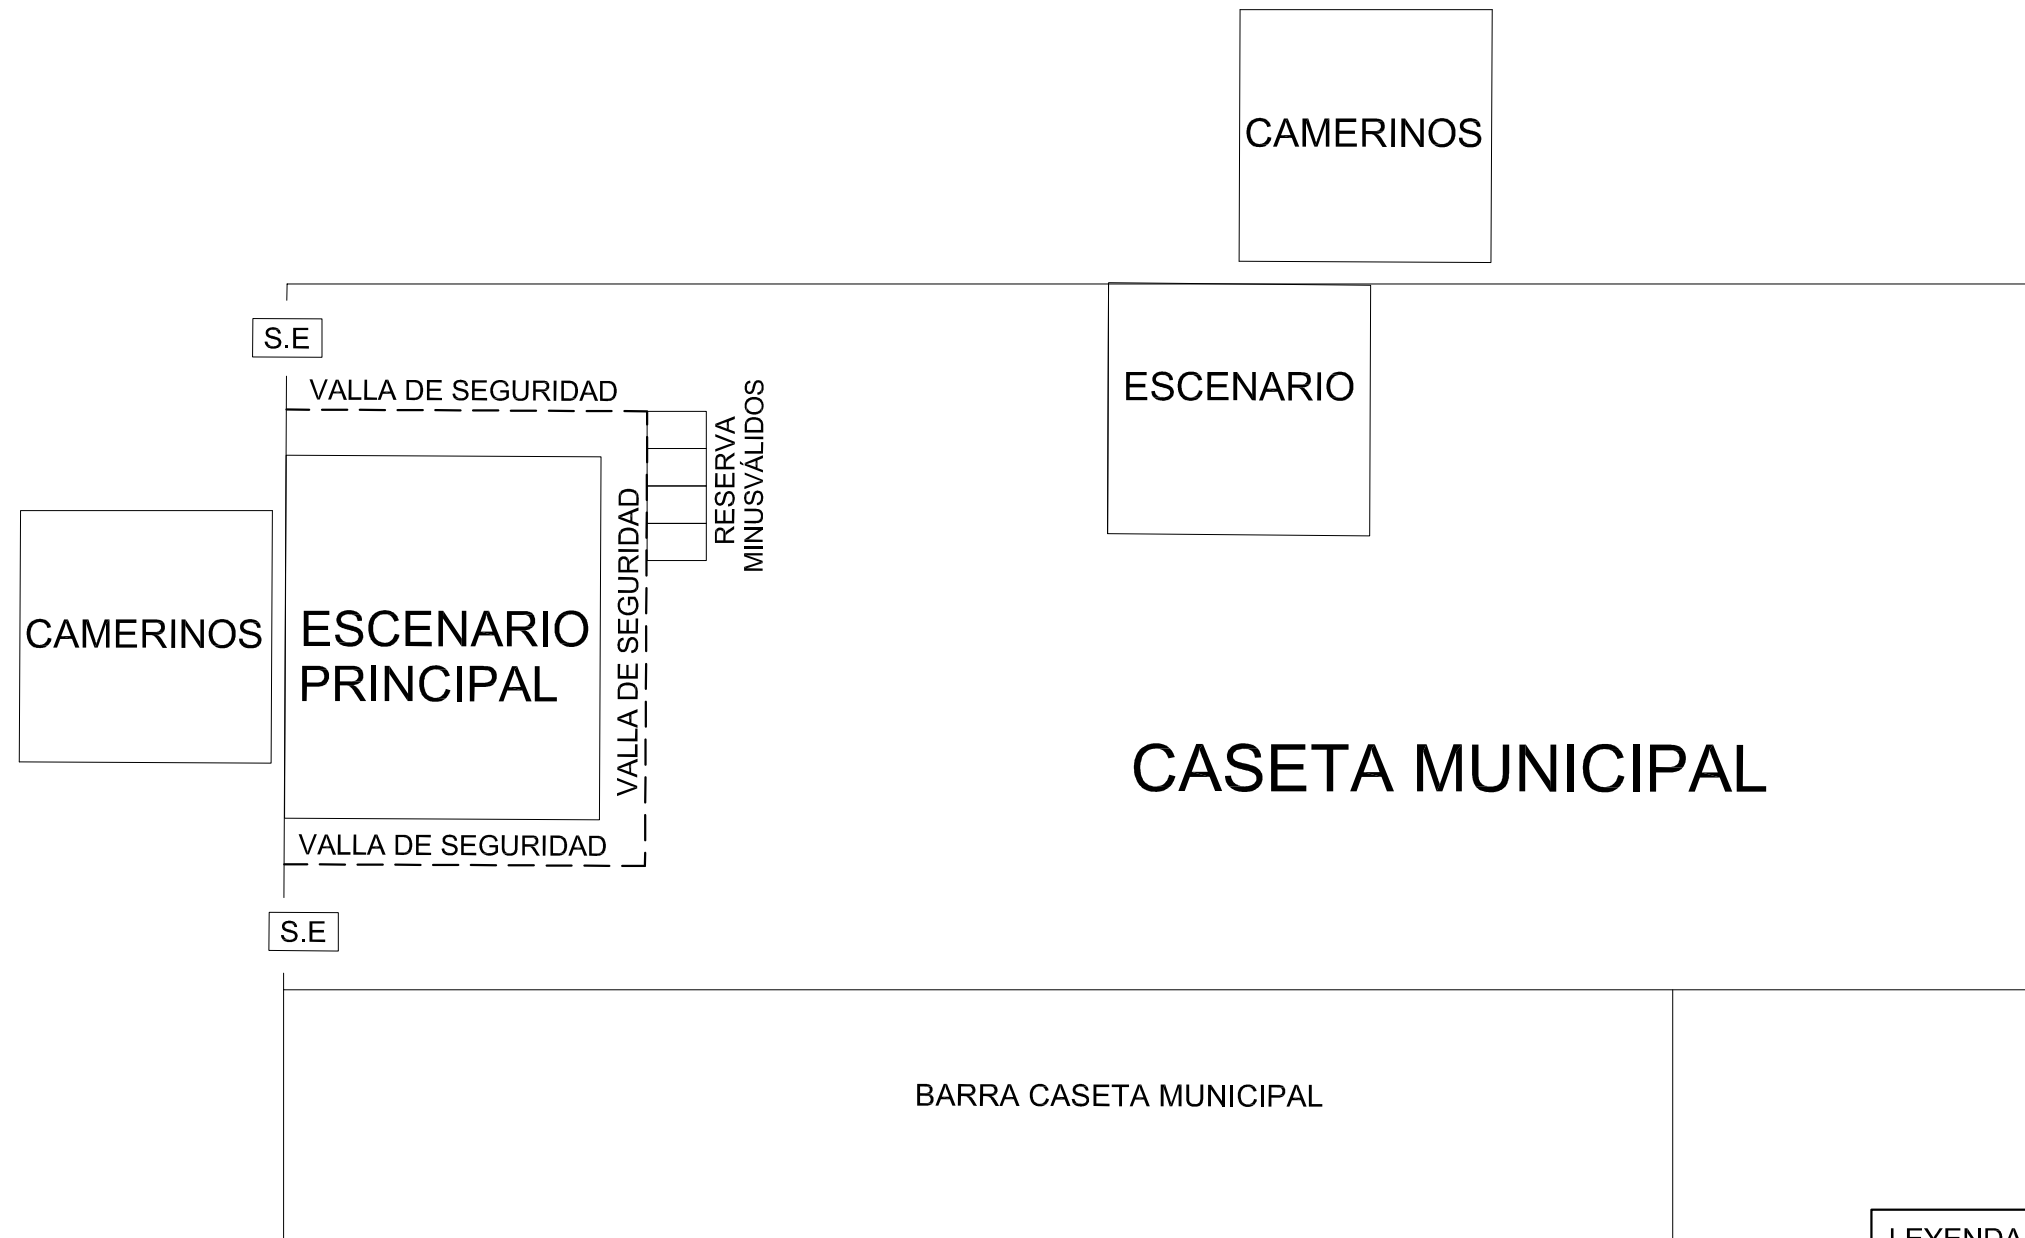 CAMERINOS
S.E
VALLA DE SEGURIDAD
ESCENARIO
RESERVA
MINUSVÁLIDOS
VALLA DE SEGURIDAD
CAMERINOS
ESCENARIO
PRINCIPAL
CASETA MUNICIPAL
VALLA DE SEGURIDAD
S.E
BARRA CASETA MUNICIPAL
LEYENDA